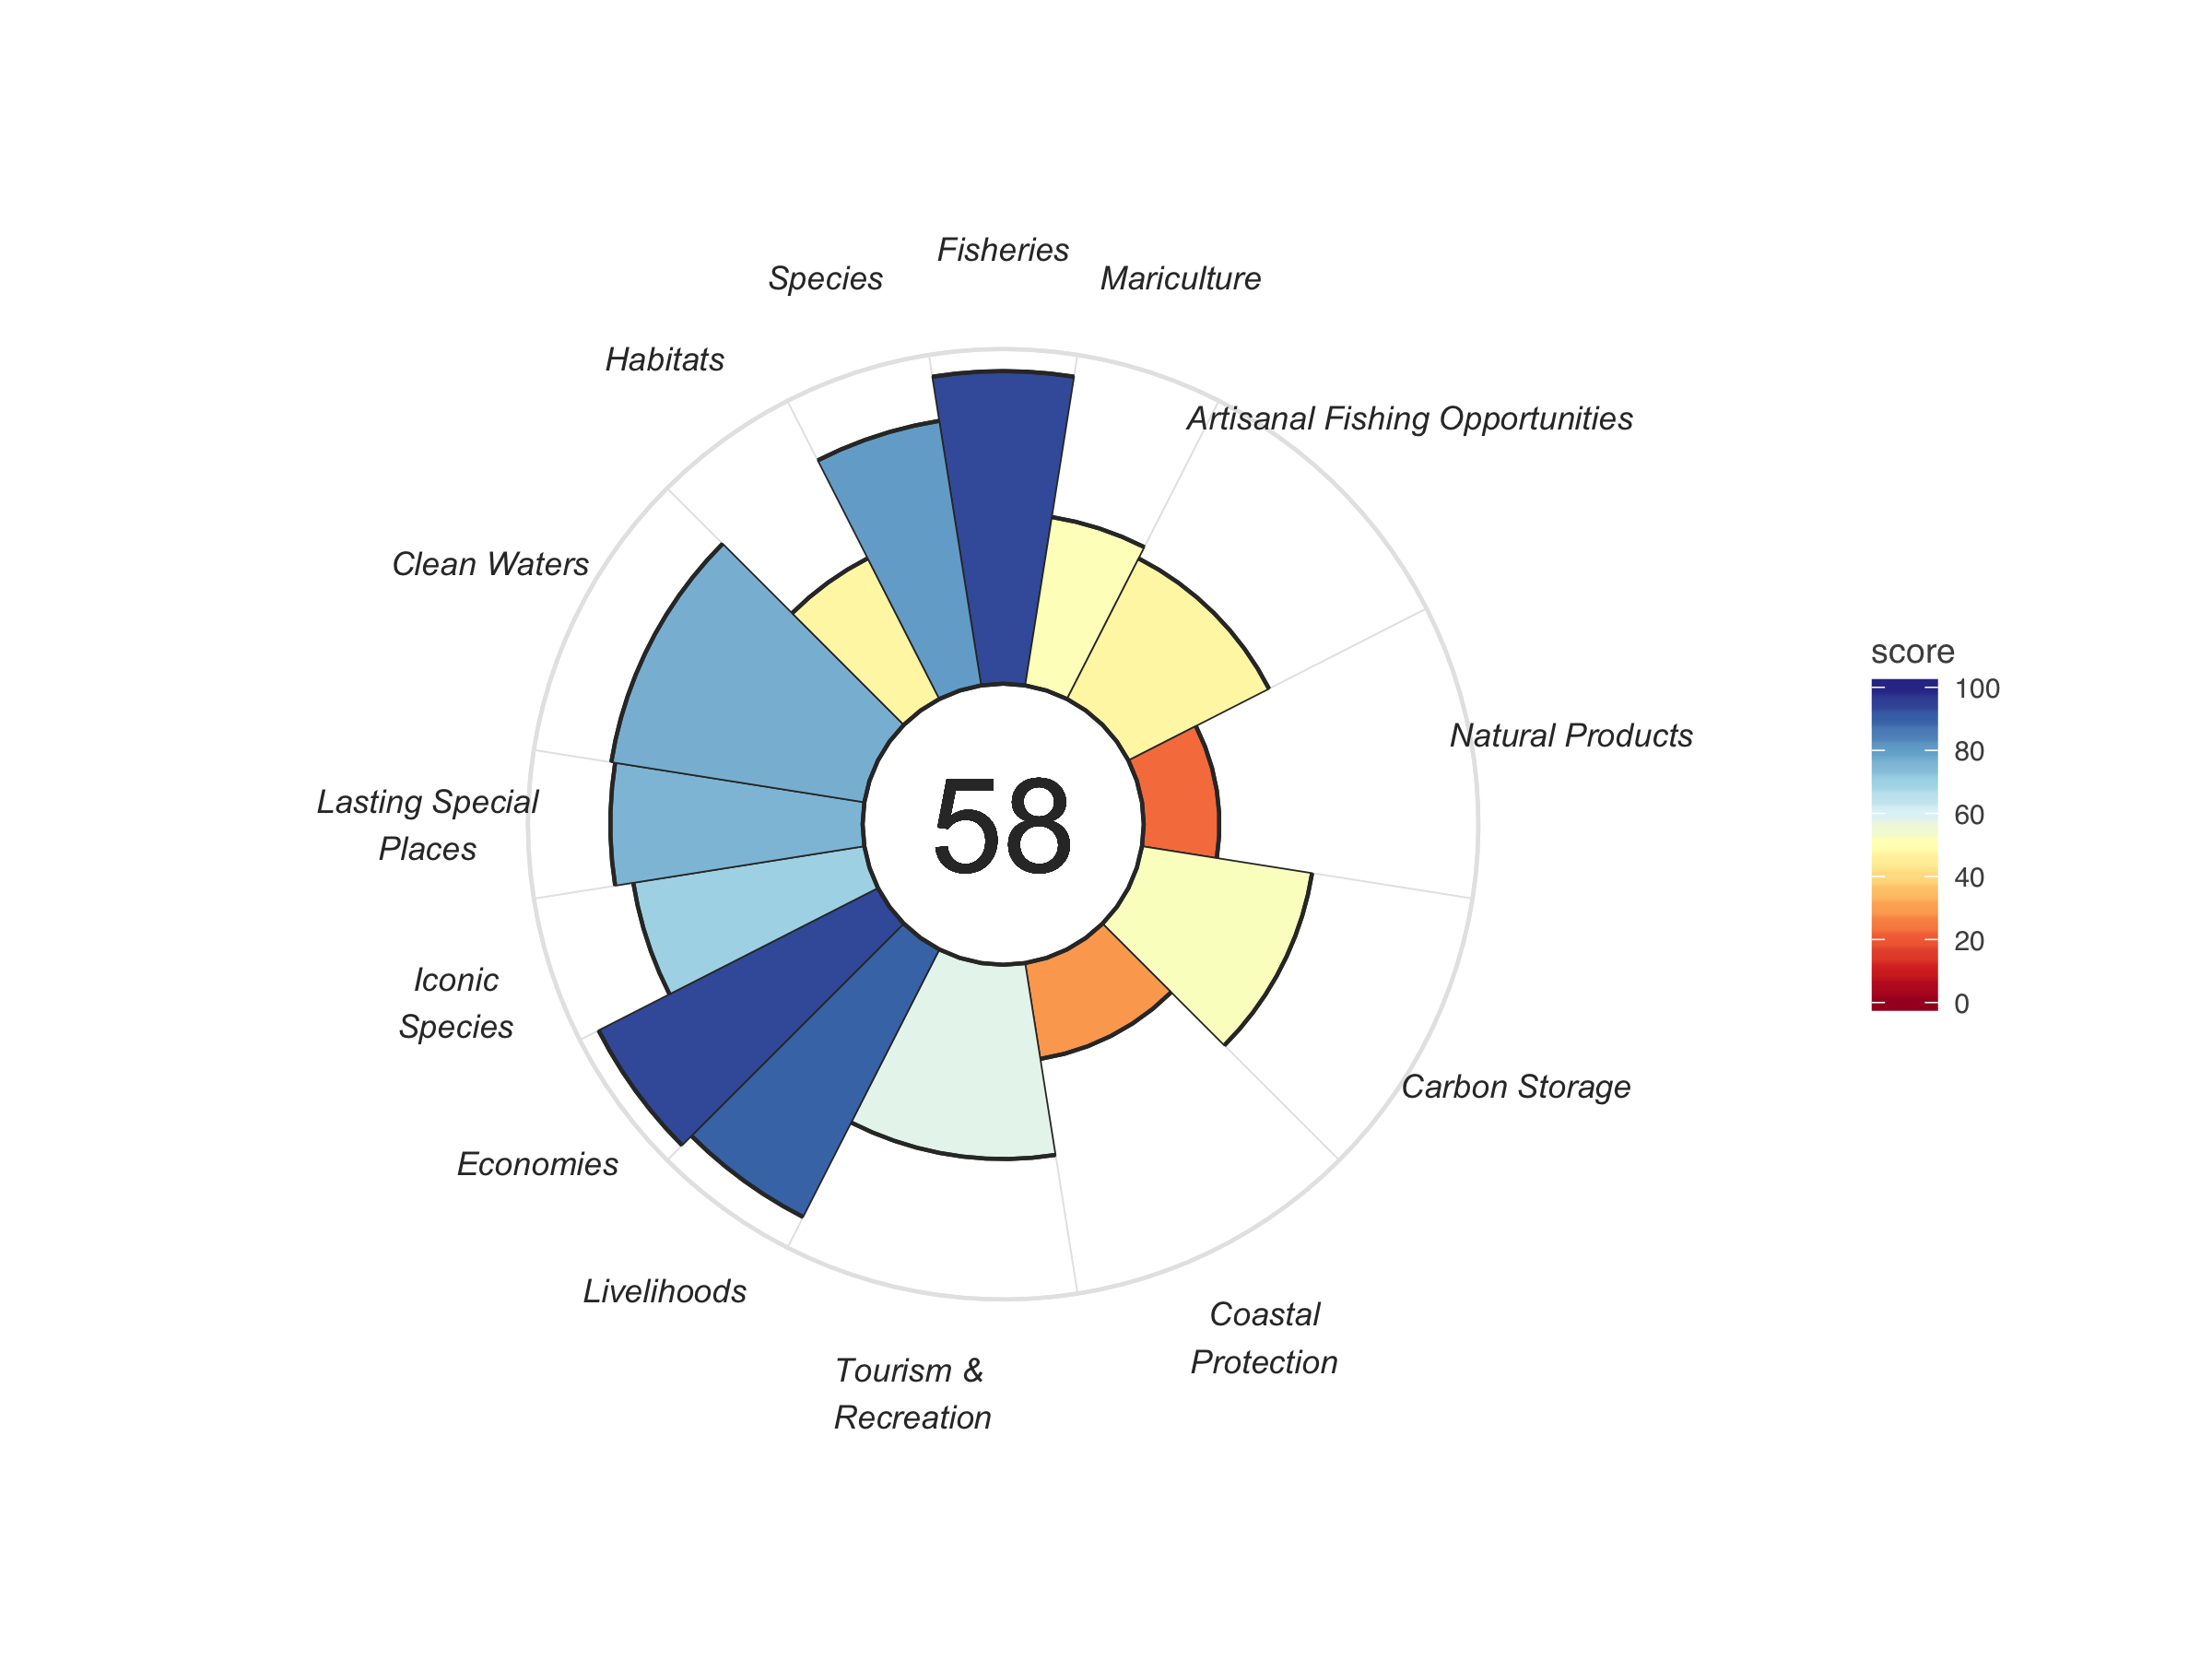 Fisheries
Species
Mariculture
Habitats
Artisanal Fishing Opportunities
Clean Waters
Natural Products
Lasting Special
Places
58
Iconic
Species
Carbon Storage
Economies
Livelihoods
Coastal
Protection
Tourism &
Recreation
score
100
80
60
40
20
0